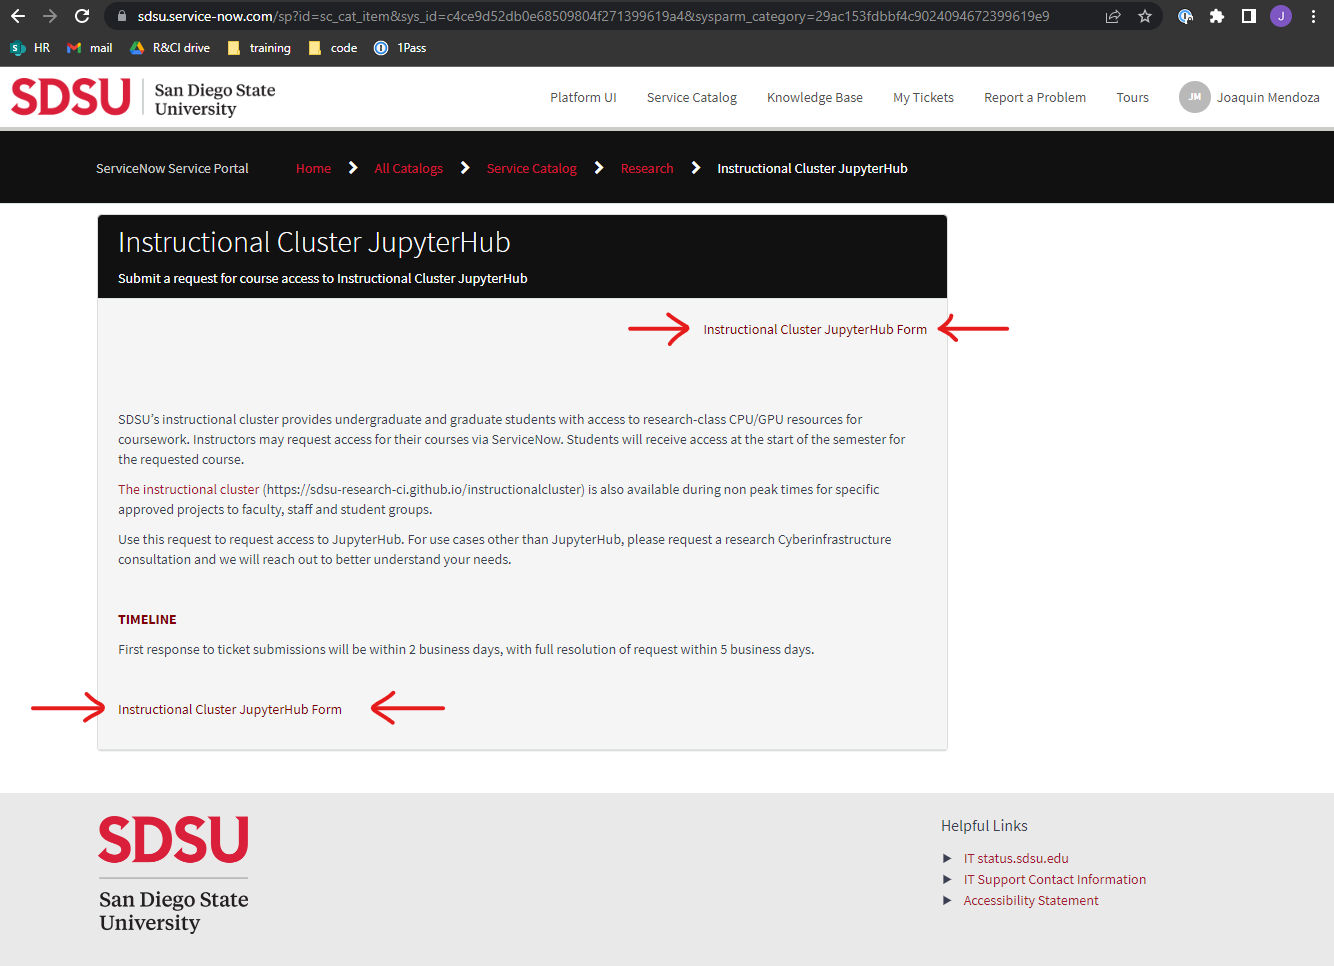 sdsu.service-now.com/sp?id=sc_cat_item&sys_id=c4ce9d52db0e68509804f271399619a4&sysparm_category=29ac153fdbbf4c9024094672399619e9
J
S HR mail R&CI drive training code 1Pass
SDSU San Diego State University
Platform UI Service Catalog Knowledge Base My Tickets Report a Problem Tours JM Joaquin Mendoza
ServiceNow Service Portal Home All Catalogs Service Catalog Research Instructional Cluster JupyterHub
Instructional Cluster JupyterHub
Submit a request for course access to Instructional Cluster JupyterHub
Instructional Cluster JupyterHub Form
SDSU's instructional cluster provides undergraduate and graduate students with access to research-class CPU/GPU resources for
coursework. Instructors may request access for their courses via ServiceNow. Students will receive access at the start of the semester for
the requested course.
The instructional cluster (https://sdsu-research-ci.github.io/instructionalcluster) is also available during non peak times for specific
approved projects to faculty, staff and student groups.
Use this request to request access to JupyterHub. For use cases other than JupyterHub, please request a research Cyberinfrastructure
consultation and we will reach out to better understand your needs.
TIMELINE
First response to ticket submissions will be within 2 business days, with full resolution of request within 5 business days.
Instructional Cluster JupyterHub Form
SDSU
San Diego State
University
Helpful Links
IT status.sdsu.edu
IT Support Contact Information
Accessibility Statement